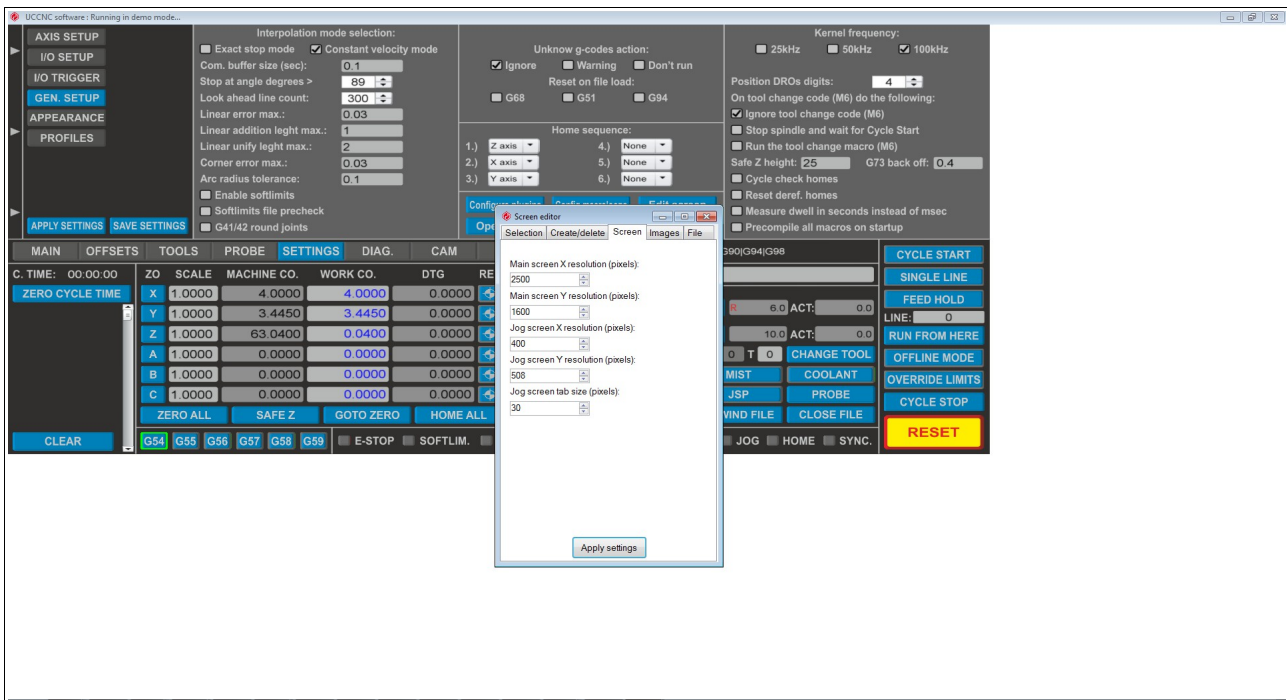 UCCNC software : Running in demo mode...
AXIS SETUP
I/O SETUP
I/O TRIGGER
GEN. SETUP
APPEARANCE
PROFILES
APPLY SETTINGS SAVE SETTINGS
Interpolation mode selection:
Exact stop mode Constant velocity mode
Com. buffer size (sec): 0.1
Stop at angle degrees > 89
Look ahead line count: 300
Linear error max.: 0.03
Linear addition leght max.: 1
Linear unify leght max.: 2
Corner error max.: 0.03
Arc radius tolerance: 0.1
Enable softlimits
Softlimits file precheck
G41/42 round joints
Unknow g-codes action:
Ignore Warning Don't run
Reset on file load:
G68 G51 G94
Home sequence:
1.) Z axis 4.) None
2.) X axis 5.) None
3.) Y axis 6.) None
Kernel frequency:
25kHz 50kHz 100kHz
Position DROs digits: 4
On tool change code (M6) do the following:
Ignore tool change code (M6)
Stop spindle and wait for Cycle Start
Run the tool change macro (M6)
Safe Z height: 25 G73 back off: 0.4
Cycle check homes
Reset deref. homes
Measure dwell in seconds instead of msec
Precompile all macros on startup
MAIN OFFSETS TOOLS PROBE SETTINGS DIAG. CAM
G90|G94|G98
C. TIME: 00:00:00
ZERO CYCLE TIME
CLEAR
ZO SCALE MACHINE CO. WORK CO. DTG
X 1.0000 4.0000 4.0000 0.0000
Y 1.0000 3.4450 3.4450 0.0000
Z 1.0000 63.0400 0.0400 0.0000
A 1.0000 0.0000 0.0000 0.0000
B 1.0000 0.0000 0.0000 0.0000
C 1.0000 0.0000 0.0000 0.0000
ZERO ALL SAFE Z GOTO ZERO HOME ALL
G54 G55 G56 G57 G58 G59 E-STOP SOFTLIM.
Screen editor
Selection Create/delete Screen Images File
Main screen X resolution (pixels):
2500
Main screen Y resolution (pixels):
1600
Jog screen X resolution (pixels):
400
Jog screen Y resolution (pixels):
508
Jog screen tab size (pixels):
30
Apply settings
R 6.0 ACT: 0.0
10.0 ACT: 0.0
0 T 0 CHANGE TOOL
MIST COOLANT
JSP PROBE
FILE CLOSE FILE
JOG HOME SYNC.
CYCLE START
SINGLE LINE
FEED HOLD
LINE: 0
RUN FROM HERE
OFFLINE MODE
OVERRIDE LIMITS
CYCLE STOP
RESET